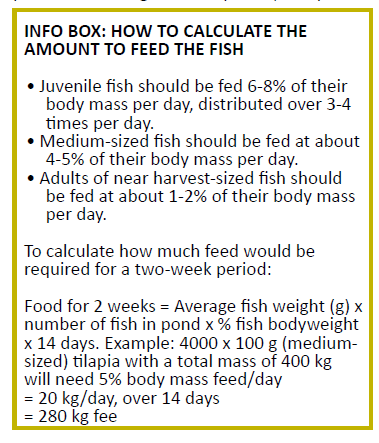 INFO BOX: HOW TO CALCULATE THE
AMOUNT TO FEED THE FISH
• Juvenile fish should be fed 6-8% of their
body mass per day, distributed over 3-4
times per day.
• Medium-sized fish should be fed at about
4-5% of their body mass per day.
• Adults of near harvest-sized fish should
be fed at about 1-2% of their body mass
per day.
To calculate how much feed would be
required for a two-week period:
Food for 2 weeks = Average fish weight (g) x
number of fish in pond x % fish bodyweight
x 14 days. Example: 4000 x 100 g (medium-
sized) tilapia with a total mass of 400 kg
will need 5% body mass feed/day
= 20 kg/day, over 14 days
= 280 kg fee